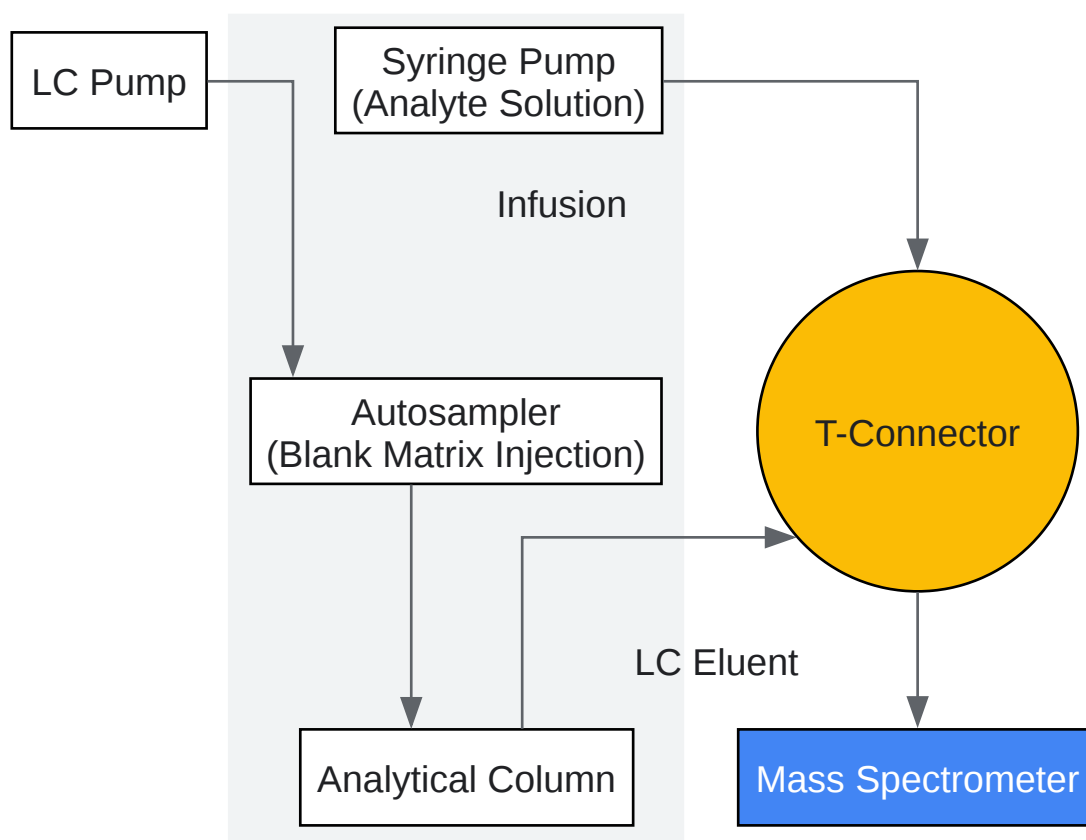 LC Pump
Syringe Pump
(Analyte Solution)
Infusion
Autosampler
(Blank Matrix Injection)
T-Connector
LC Eluent
Analytical Column
Mass Spectrometer